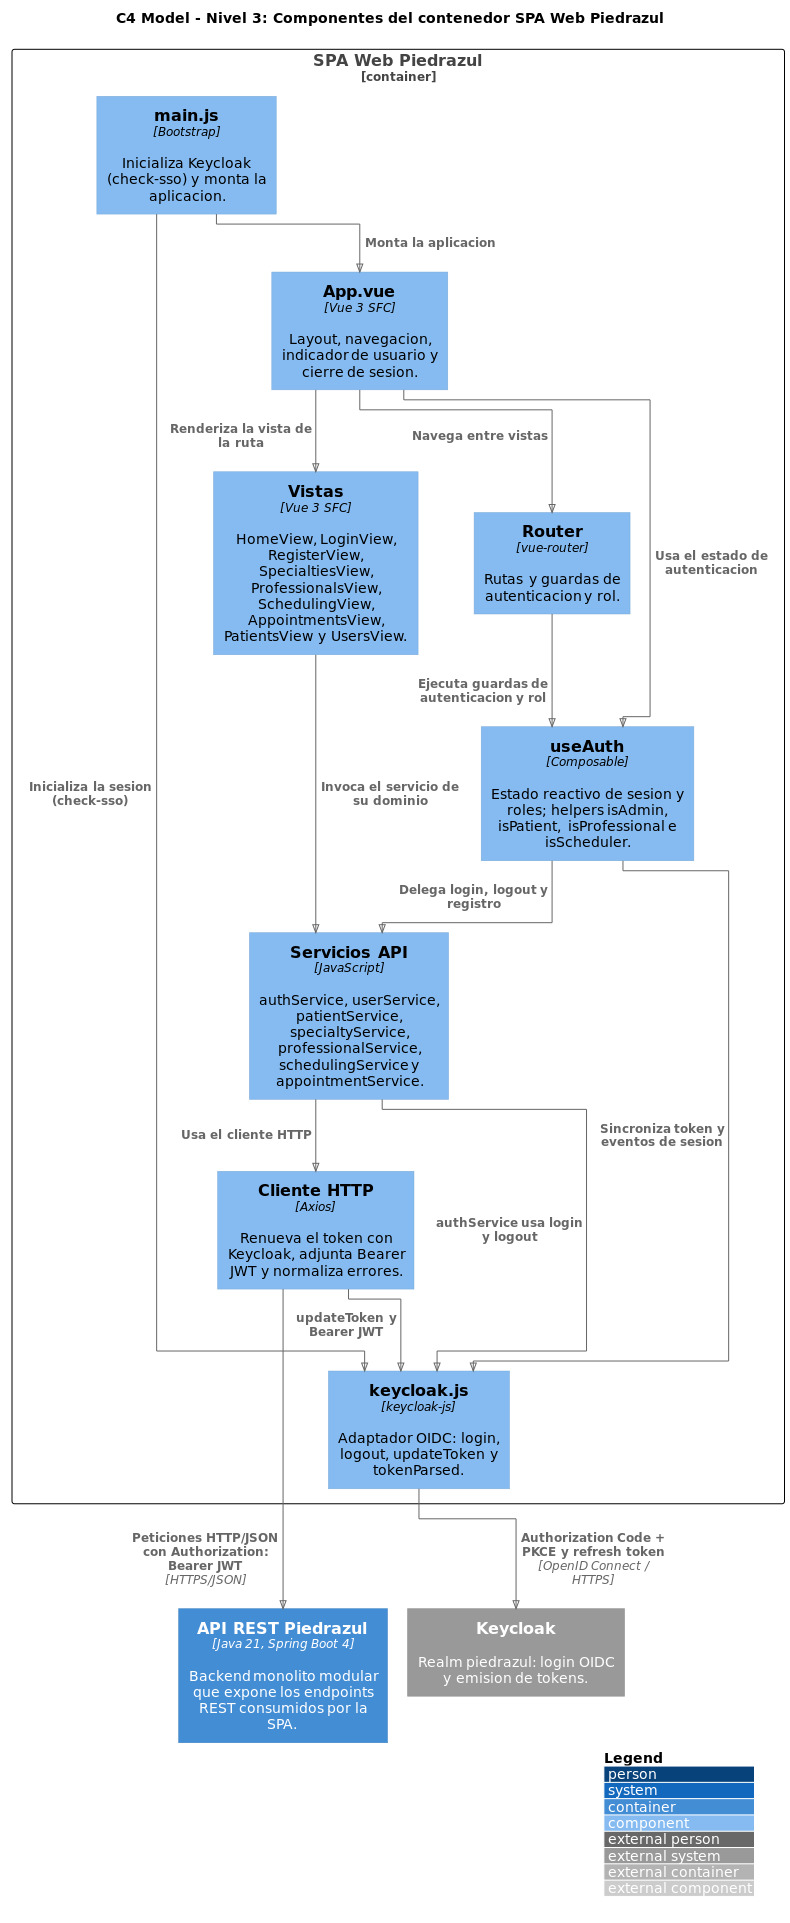 C4 Model - Nivel 3: Componentes del contenedor SPA Web Piedrazul
SPA Web Piedrazul
[container]
main.js
[Bootstrap]
Inicializa Keycloak
(check-sso) y monta la
aplicacion.
Monta la aplicacion
App.vue
[Vue 3 SFC]
Layout, navegacion,
indicador de usuario y
cierre de sesion.
Renderiza la vista de
la ruta
Navega entre vistas
Vistas
[Vue 3 SFC]
HomeView, LoginView,
RegisterView,
SpecialtiesView,
ProfessionalsView,
SchedulingView,
AppointmentsView,
PatientsView y UsersView.
Router
[vue-router]
Rutas y guardas de
autenticacion y rol.
Usa el estado de
autenticacion
Ejecuta guardas de
autenticacion y rol
useAuth
[Composable]
Estado reactivo de sesion y
roles; helpers isAdmin,
isPatient, isProfessional e
isScheduler.
Inicializa la sesion
(check-sso)
Invoca el servicio de
su dominio
Delega login, logout y
registro
Servicios API
[JavaScript]
authService, userService,
patientService,
specialtyService,
professionalService,
schedulingService y
appointmentService.
Usa el cliente HTTP
Sincroniza token y
eventos de sesion
Cliente HTTP
[Axios]
Renueva el token con
Keycloak, adjunta Bearer
JWT y normaliza errores.
authService usa login
y logout
updateToken y
Bearer JWT
keycloak.js
[keycloak-js]
Adaptador OIDC: login,
logout, updateToken y
tokenParsed.
Peticiones HTTP/JSON
con Authorization:
Bearer JWT
[HTTPS/JSON]
Authorization Code +
PKCE y refresh token
[OpenID Connect /
HTTPS]
API REST Piedrazul
[Java 21, Spring Boot 4]
Backend monolito modular
que expone los endpoints
REST consumidos por la
SPA.
Keycloak
Realm piedrazul: login OIDC
y emision de tokens.
Legend
person
system
container
component
external person
external system
external container
external component